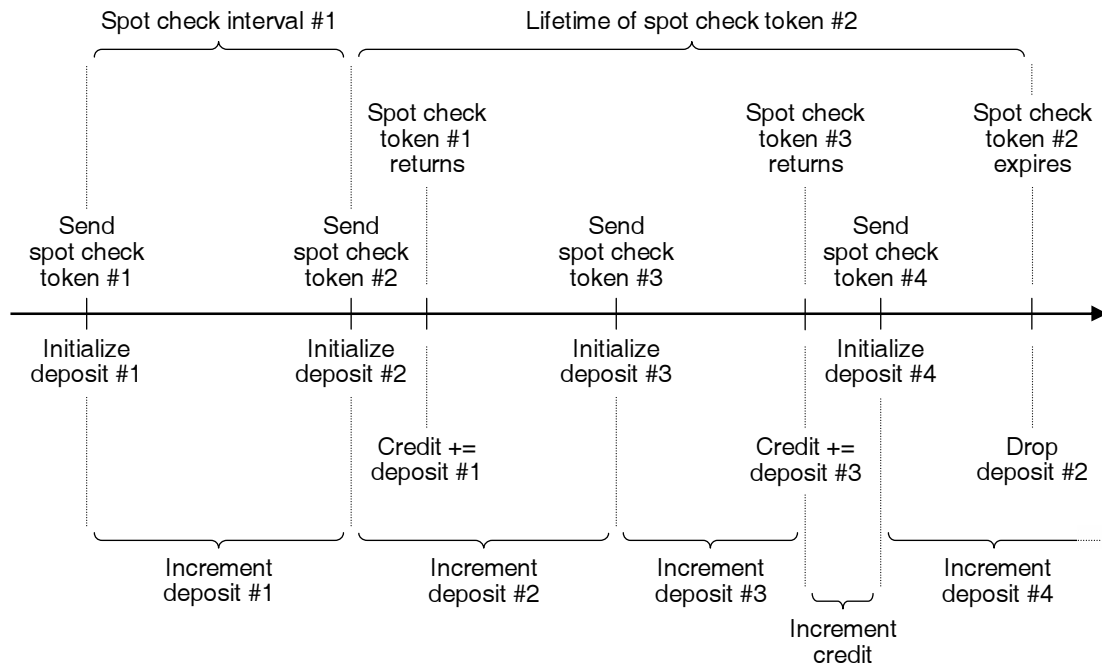 Spot check interval #1
Lifetime of spot check token #2
Spot check
token #1
returns
Spot check
token #3
returns
Spot check
token #2
expires
Send
spot check
token #1
Send
spot check
token #2
Send
spot check
token #3
Send
spot check
token #4
Initialize
deposit #1
Initialize
deposit #2
Initialize
deposit #3
Initialize
deposit #4
Credit +=
deposit #1
Credit +=
deposit #3
Drop
deposit #2
Increment
deposit #1
Increment
deposit #2
Increment
deposit #3
Increment
deposit #4
Increment
credit